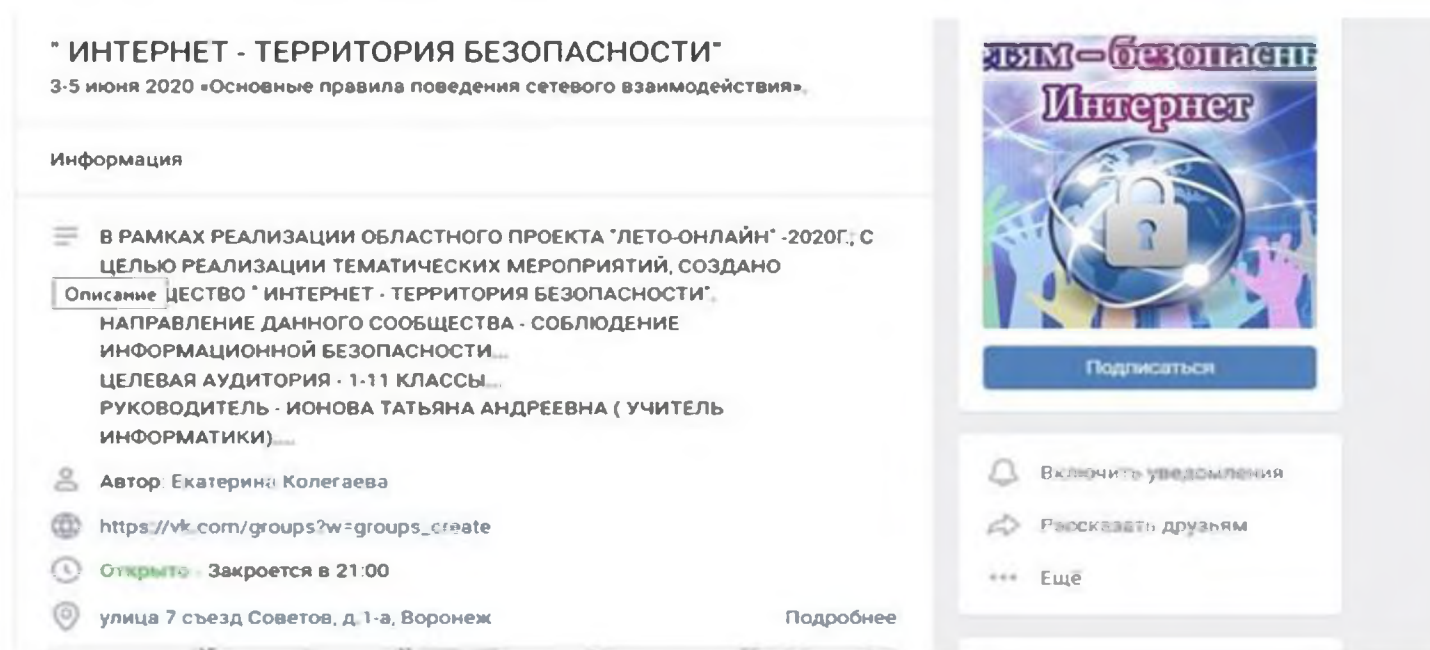 " ИНТЕРНЕТ - ТЕРРИТОРИЯ БЕЗОПАСНОСТИ"
3-5 июня 2020 «Основные правила поведения сетевого взаимодействия».
Информация
В РАМКАХ РЕАЛИЗАЦИИ ОБЛАСТНОГО ПРОЕКТА "ЛЕТО-ОНЛАЙН" -2020Г., С
ЦЕЛЬЮ РЕАЛИЗАЦИИ ТЕМАТИЧЕСКИХ МЕРОПРИЯТИЙ, СОЗДАНО
Описание ЩЕСТВО " ИНТЕРНЕТ - ТЕРРИТОРИЯ БЕЗОПАСНОСТИ".
НАПРАВЛЕНИЕ ДАННОГО СООБЩЕСТВА - СОБЛЮДЕНИЕ
ИНФОРМАЦИОННОЙ БЕЗОПАСНОСТИ...
ЦЕЛЕВАЯ АУДИТОРИЯ - 1-11 КЛАССЫ....
РУКОВОДИТЕЛЬ - ИОНОВА ТАТЬЯНА АНДРЕЕВНА ( УЧИТЕЛЬ
ИНФОРМАТИКИ).....
Автор: Екатерина Колегаева
https://vk.com/groups?w=groups_create
Открыто · Закроется в 21:00
улица 7 съезд Советов, д.1-а, Воронеж Подробнее
тям – безопасны
Интернет
Подписаться
Включить уведомления
Рассказать друзьям
Ещё